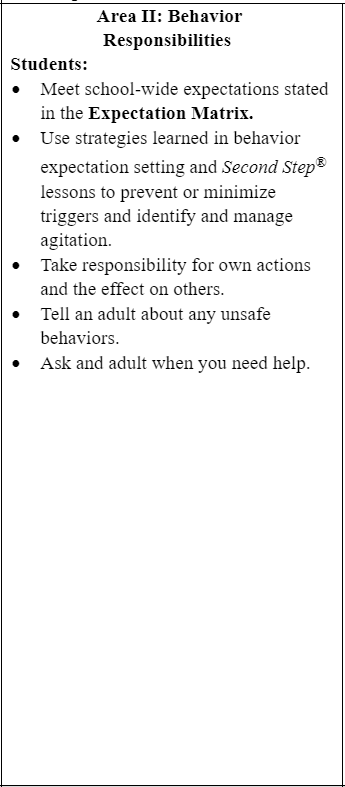 Area II: Behavior
Responsibilities
Students:
• Meet school-wide expectations stated
in the Expectation Matrix.
• Use strategies learned in behavior
expectation setting and Second Step®
lessons to prevent or minimize
triggers and identify and manage
agitation.
• Take responsibility for own actions
and the effect on others.
• Tell an adult about any unsafe
behaviors.
• Ask and adult when you need help.